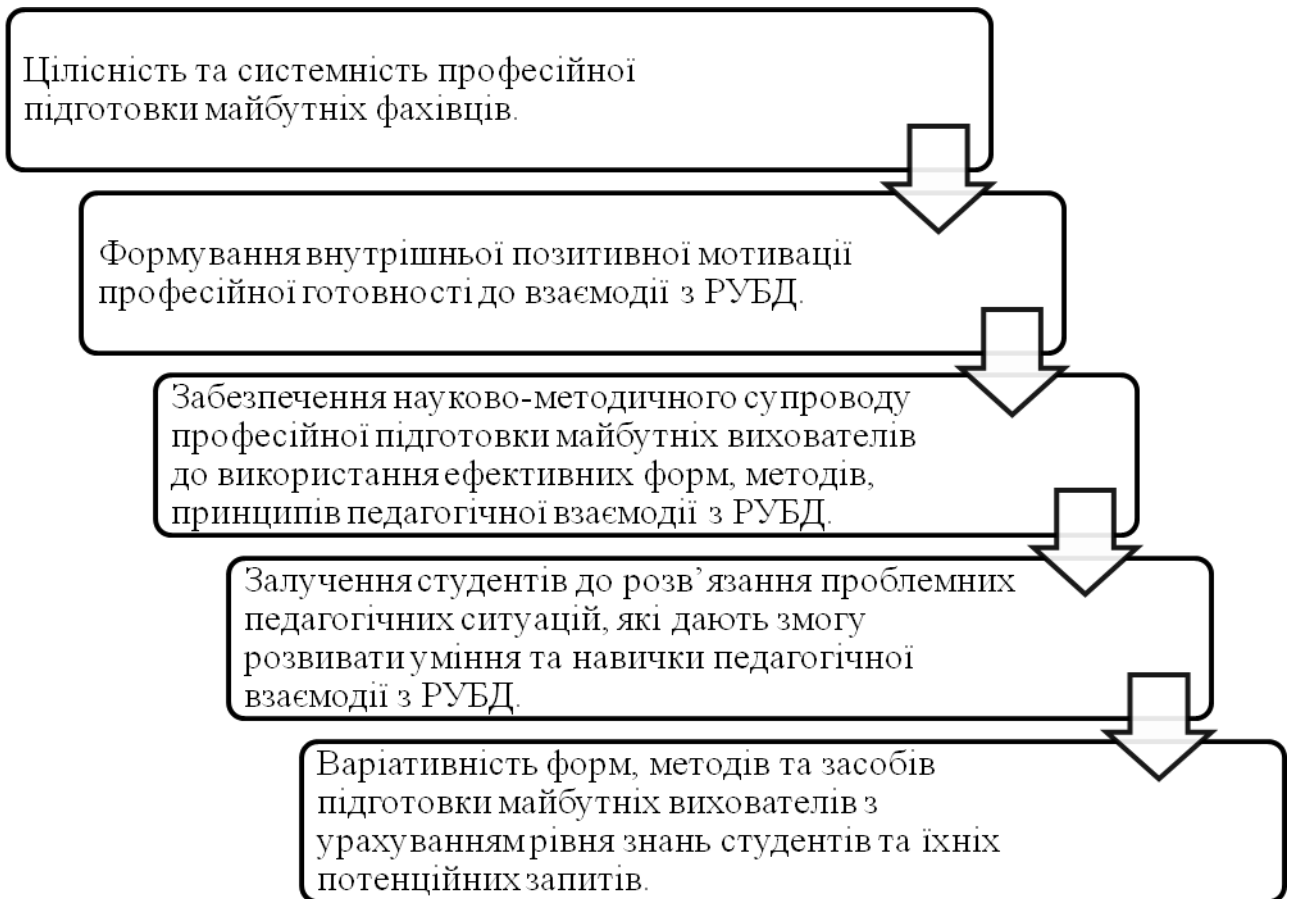 Цілісність та системність професійної
підготовки майбутніх фахівців.
Формування внутрішньої позитивної мотивації
професійної готовності до взаємодії з РУБД.
Забезпечення науково-методичного супроводу
професійної підготовки майбутніх вихователів
до використання ефективних форм, методів,
принципів педагогічної взаємодії з РУБД.
Залучення студентів до розв’язання проблемних
педагогічних ситуацій, які дають змогу
розвивати уміння та навички педагогічної
взаємодії з РУБД.
Варіативність форм, методів та засобів
підготовки майбутніх вихователів з
урахуванням рівня знань студентів та їхніх
потенційних запитів.